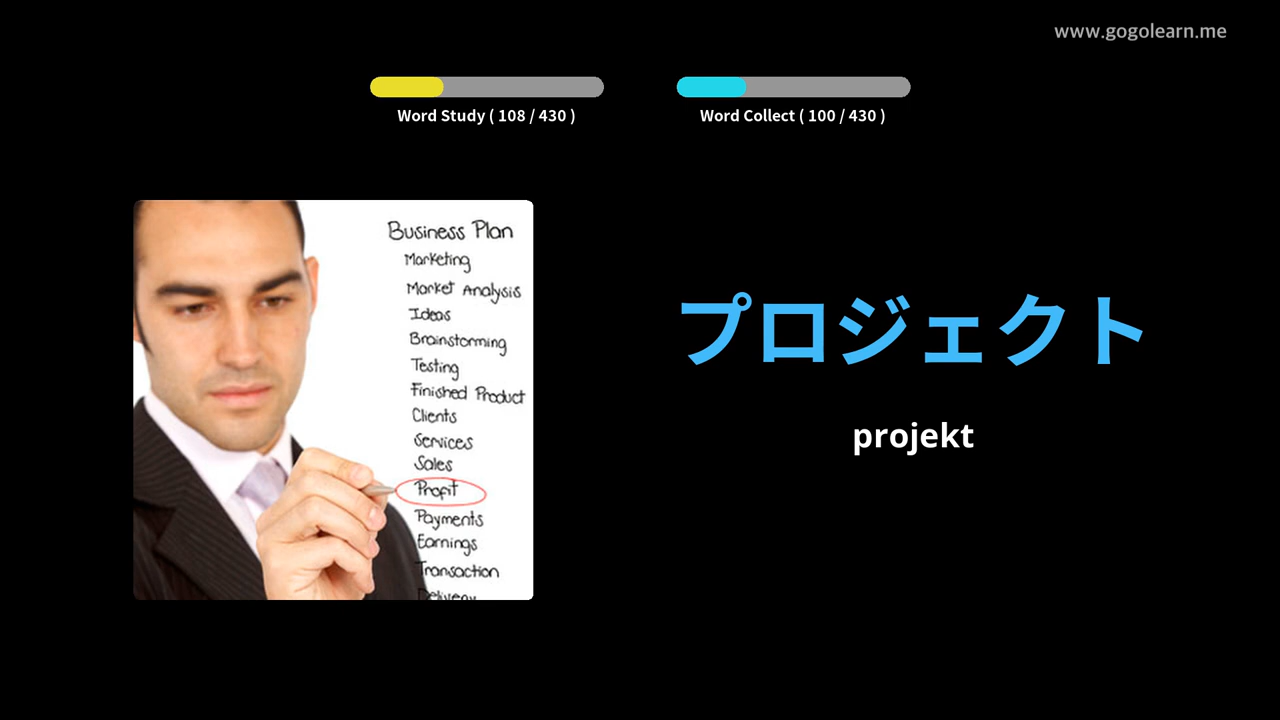 www.gogolearn.me
Word Study ( 108 / 430 )
Word Collect ( 100 / 430 )
Business Plan
Marketing
Market Analysis
Ideas
Brainstorming
Testing
Finished Product
Clients
Services
Sales
Profit
Payments
Earnings
Transaction
Delivery
プロジェクト
projekt